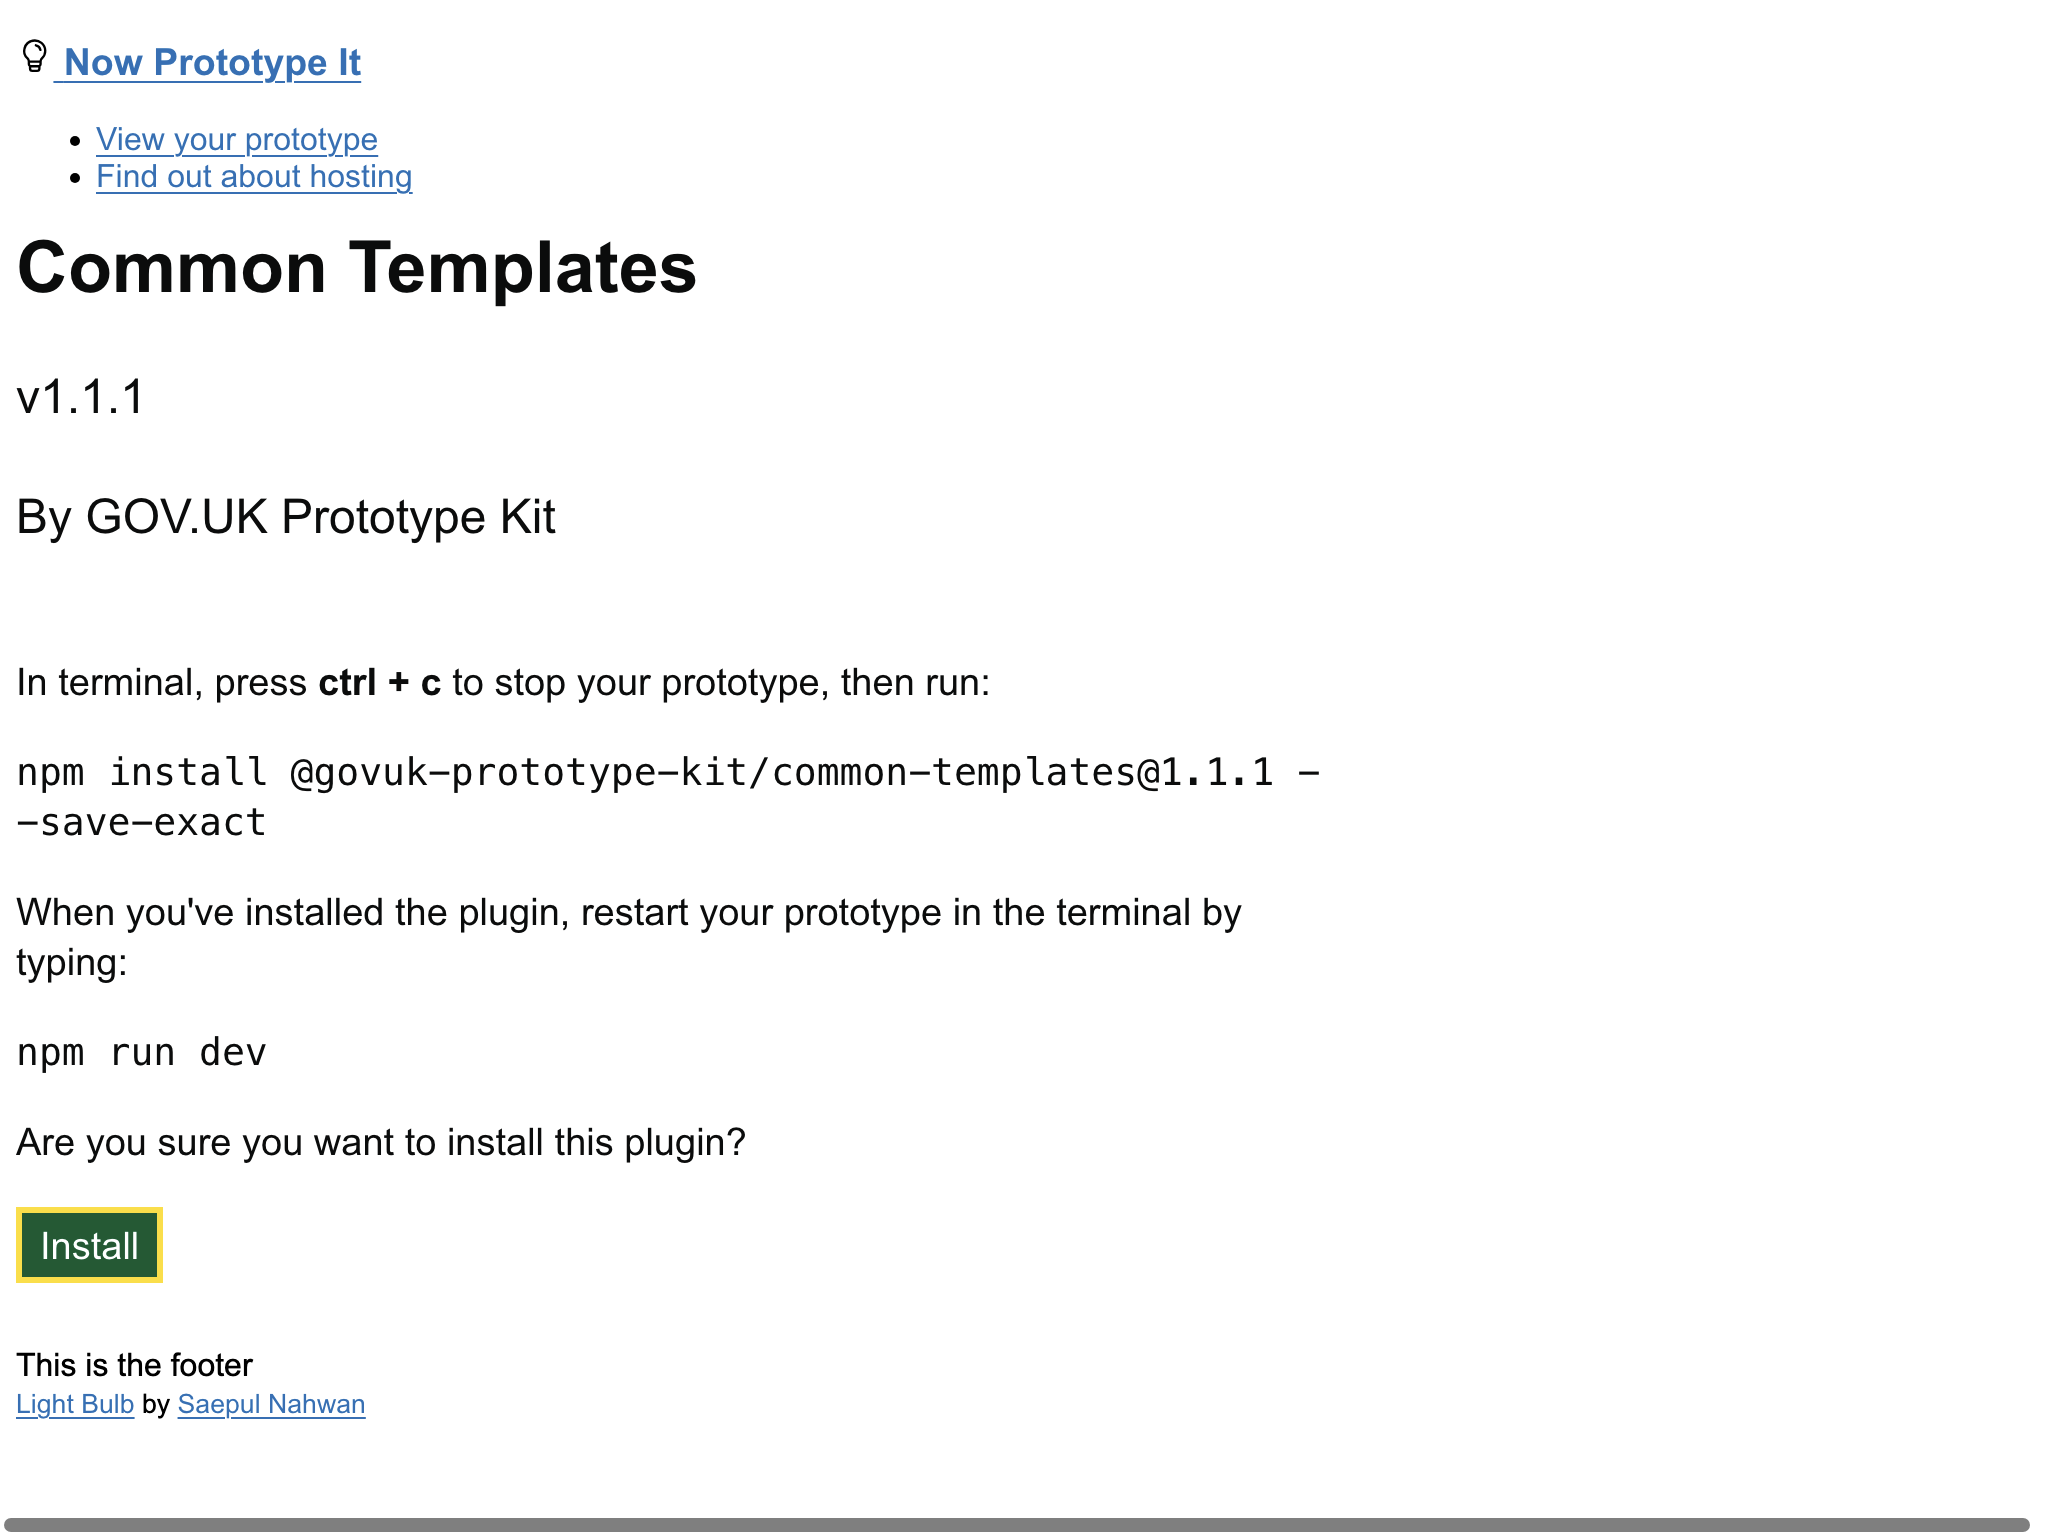 Now Prototype It
View your prototype
Find out about hosting
Common Templates
v1.1.1
By GOV.UK Prototype Kit
In terminal, press ctrl + c to stop your prototype, then run:
npm install @govuk-prototype-kit/common-templates@1.1.1 -
-save-exact
When you've installed the plugin, restart your prototype in the terminal by
typing:
npm run dev
Are you sure you want to install this plugin?
Install
This is the footer
Light Bulb by Saepul Nahwan